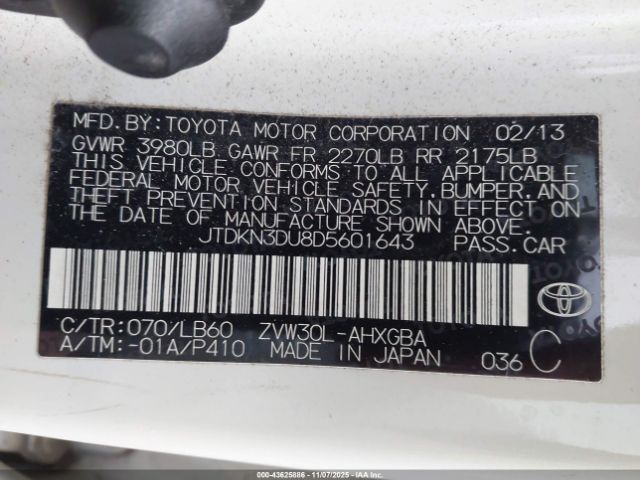 MFD. BY: TOYOTA MOTOR CORPORATION 02/13
GVWR 3980LB GAWR FR 2270LB RR 2175LB
THIS VEHICLE CONFORMS TO ALL APPLICABLE
FEDERAL MOTOR VEHICLE SAFETY, BUMPER, AND
THEFT PREVENTION STANDARDS IN EFFECT ON
THE DATE OF MANUFACTURE SHOWN ABOVE.
JTDKN3DU8D5601643 PASS.CAR
C/TR:070/LB60 ZVW30L-AHXGBA
A/TM:-01A/P410 MADE IN JAPAN 036 C
© 43625886 - 11/07/2025 - IAAI.COM